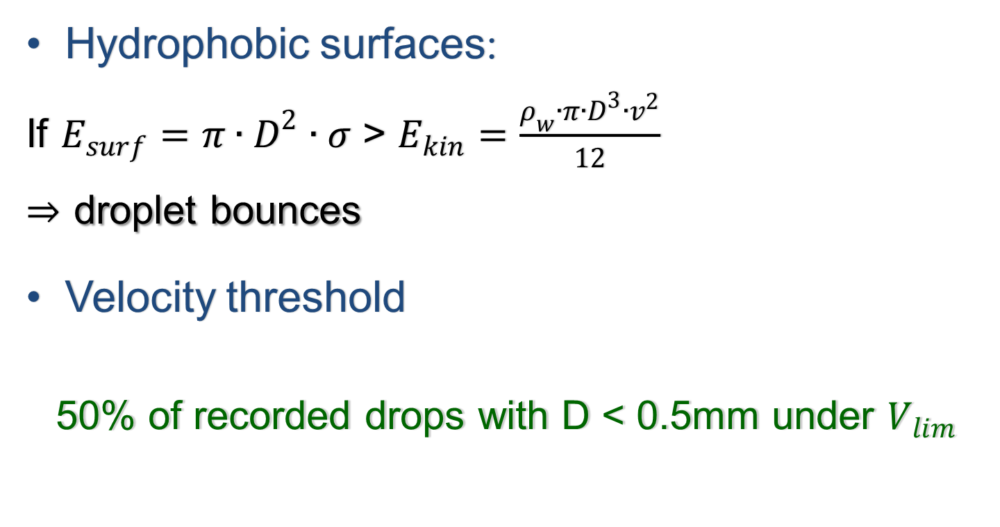 • Hydrophobic surfaces:
If $E_{surf} = \pi \cdot D^2 \cdot \sigma > E_{kin} = \frac{\rho_w \cdot \pi \cdot D^3 \cdot v^2}{12}$
⇒ droplet bounces
• Velocity threshold
50% of recorded drops with D < 0.5mm under $V_{lim}$